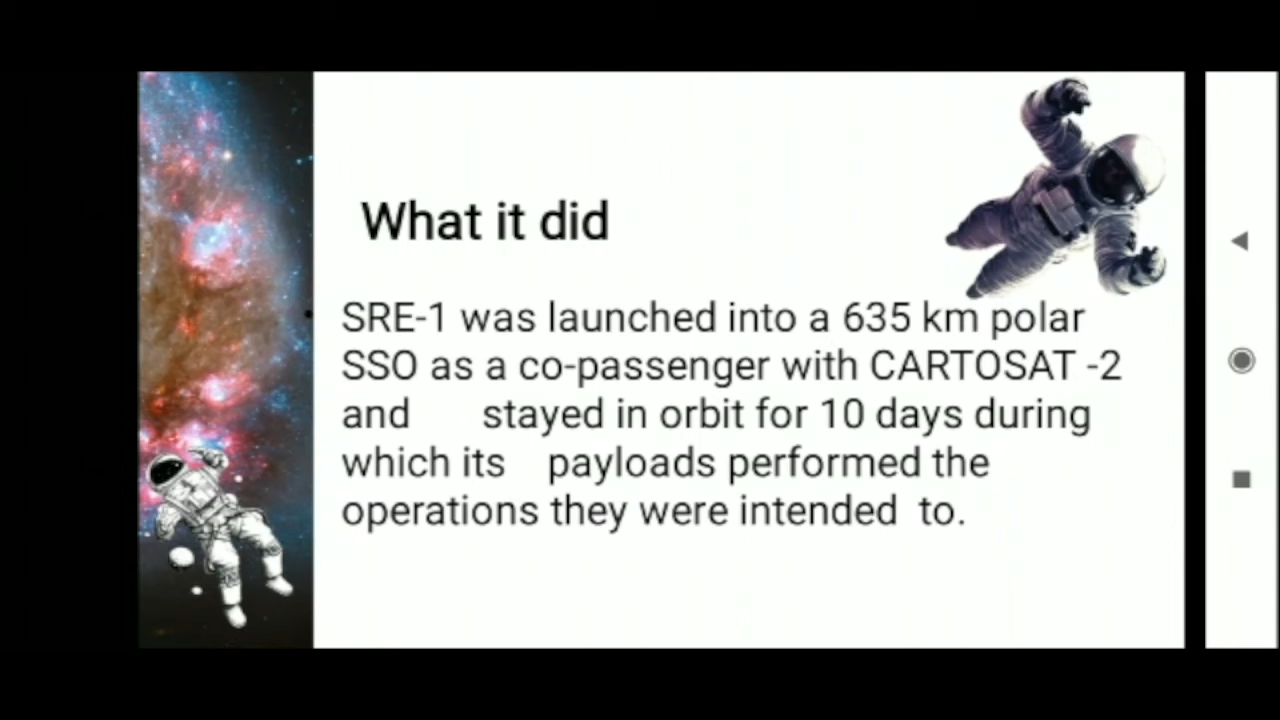 What it did
SRE-1 was launched into a 635 km polar
SSO as a co-passenger with CARTOSAT -2
and stayed in orbit for 10 days during
which its payloads performed the
operations they were intended to.